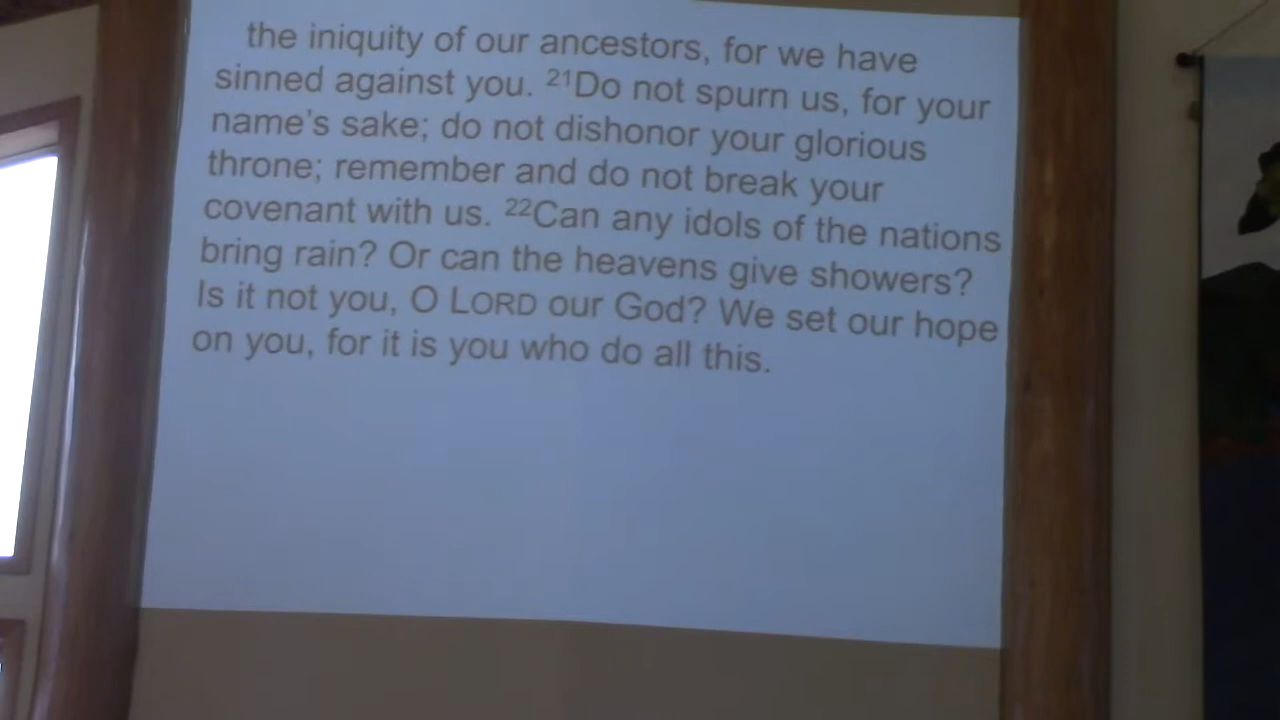 the iniquity of our ancestors, for we have
sinned against you. 21Do not spurn us, for your
name's sake; do not dishonor your glorious
throne; remember and do not break your
covenant with us. 22Can any idols of the nations
bring rain? Or can the heavens give showers?
Is it not you, O LORD our God? We set our hope
on you, for it is you who do all this.